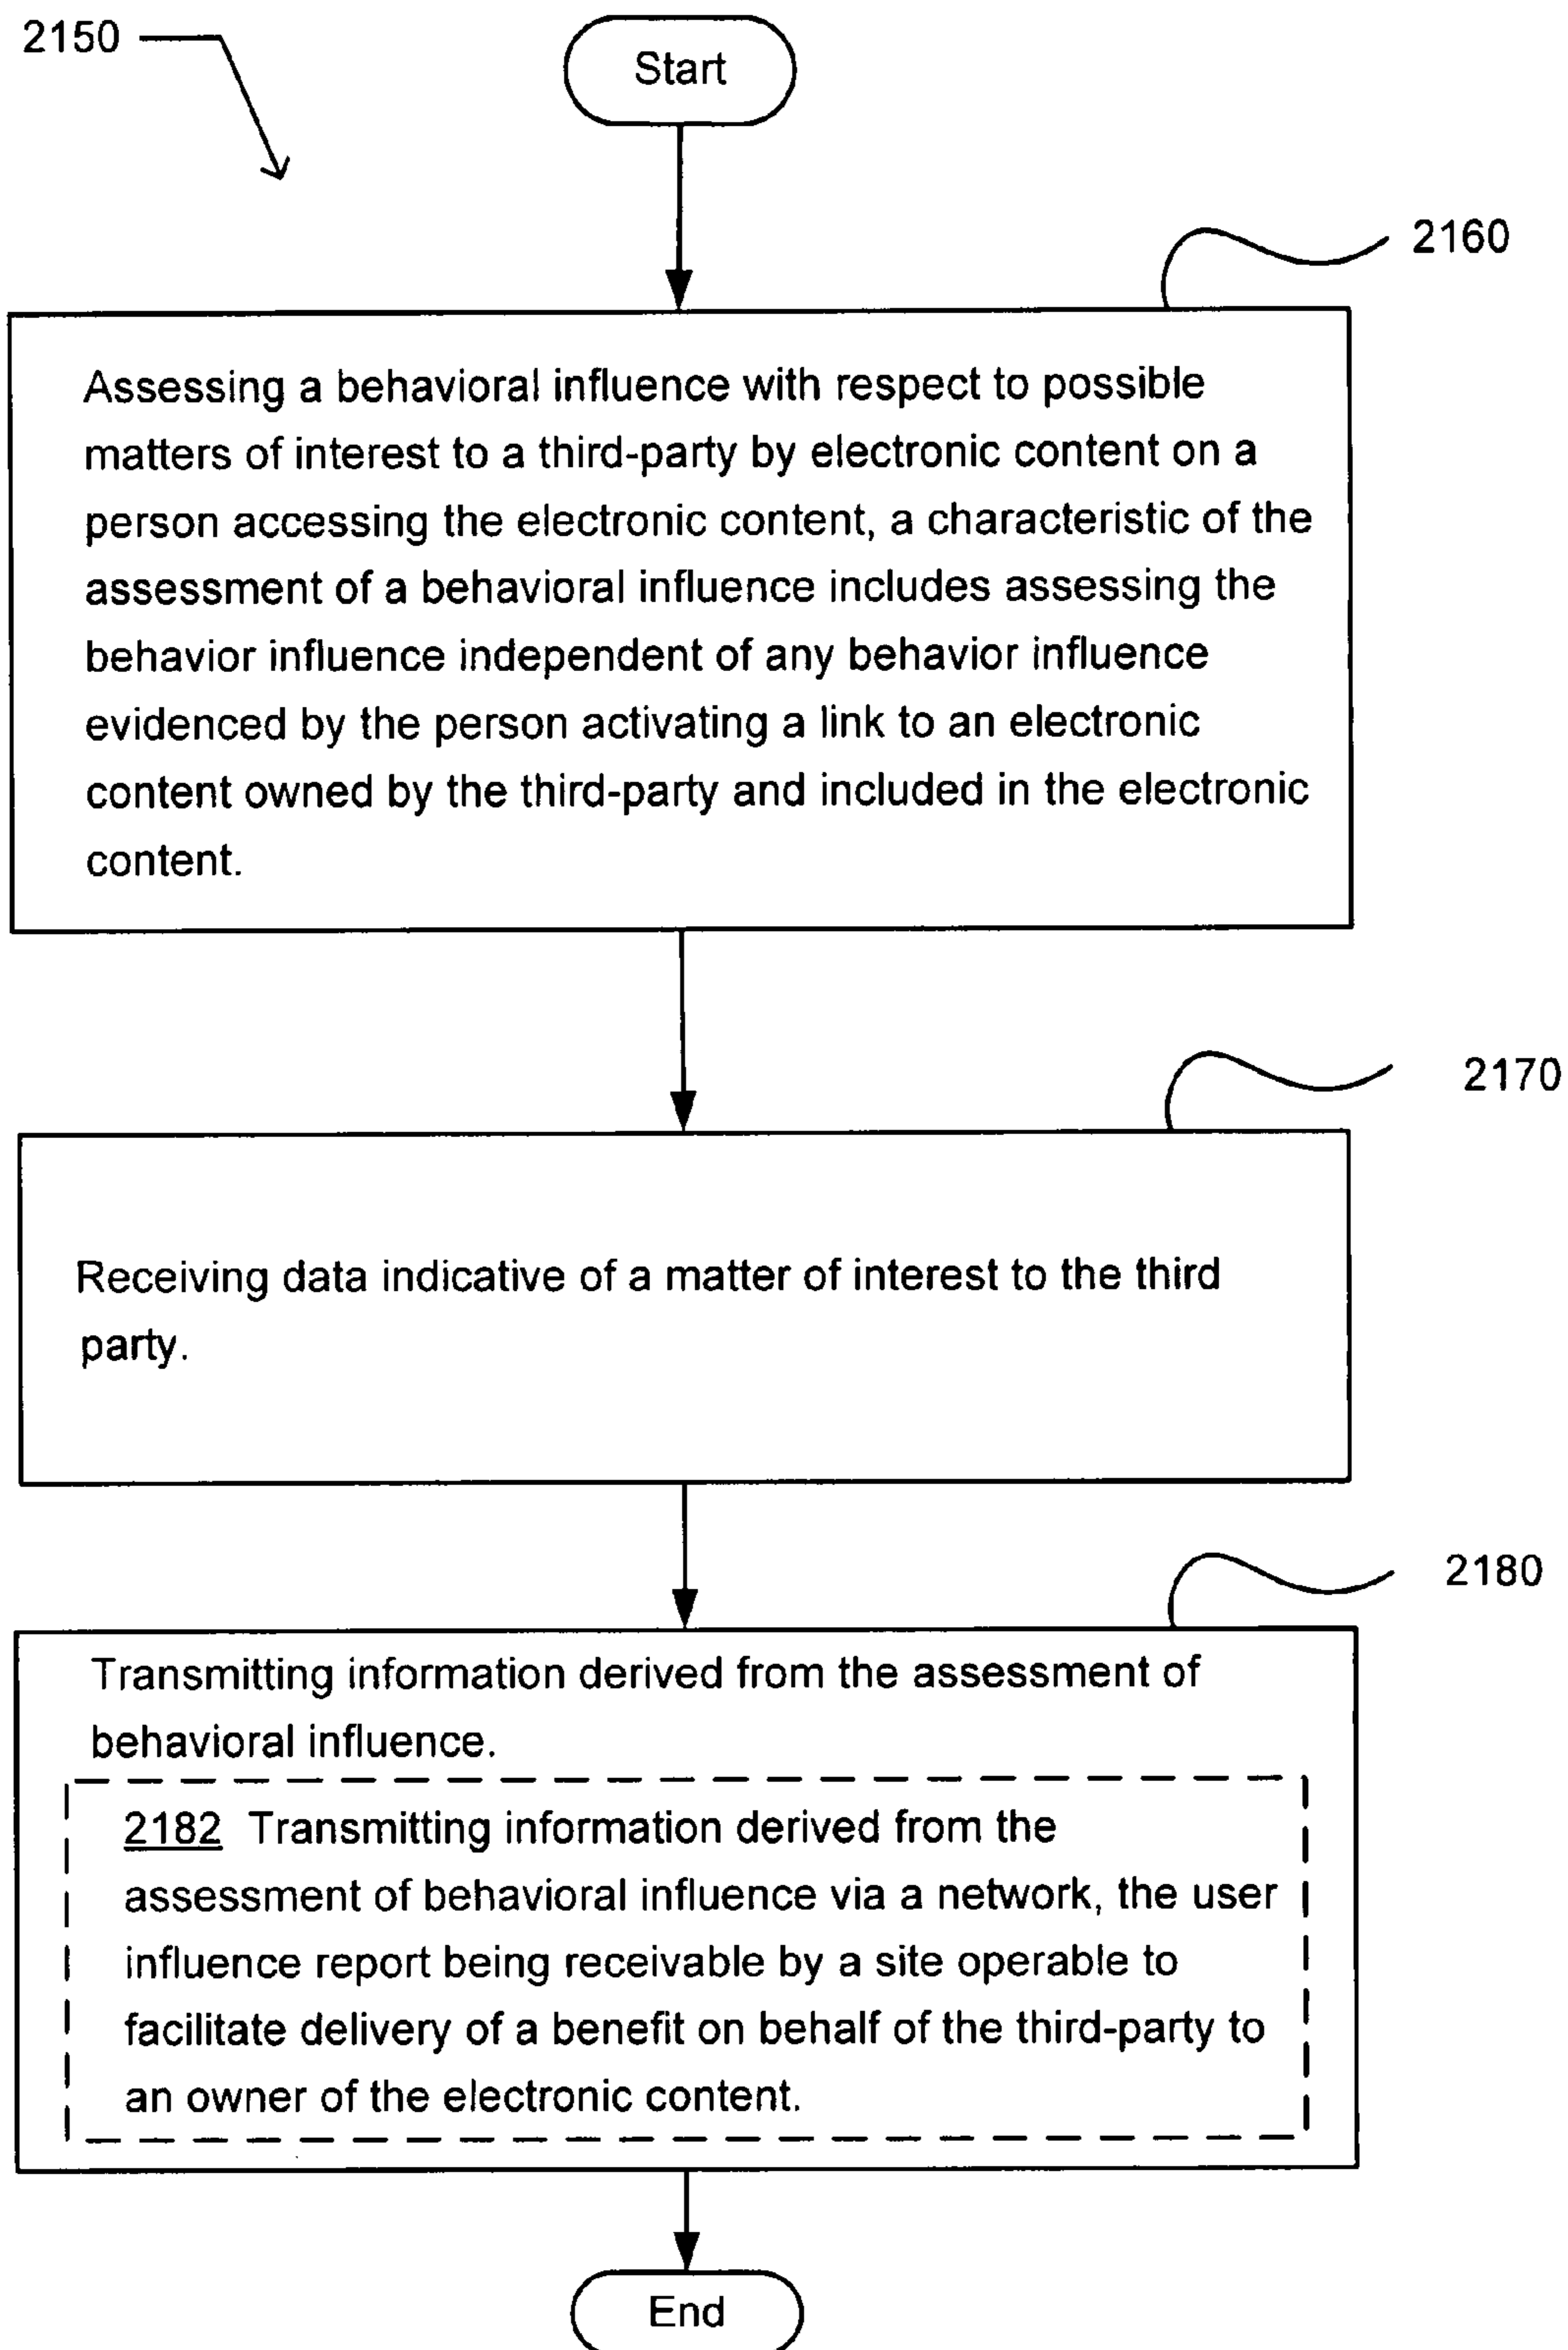 2150
Start
2160
Assessing a behavioral influence with respect to possible
matters of interest to a third-party by electronic content on a
person accessing the electronic content, a characteristic of the
assessment of a behavioral influence includes assessing the
behavior influence independent of any behavior influence
evidenced by the person activating a link to an electronic
content owned by the third-party and included in the electronic
content.
2170
Receiving data indicative of a matter of interest to the third
party.
2180
Transmitting information derived from the assessment of
behavioral influence.
2182 Transmitting information derived from the
assessment of behavioral influence via a network, the user
influence report being receivable by a site operable to
facilitate delivery of a benefit on behalf of the third-party to
an owner of the electronic content.
End